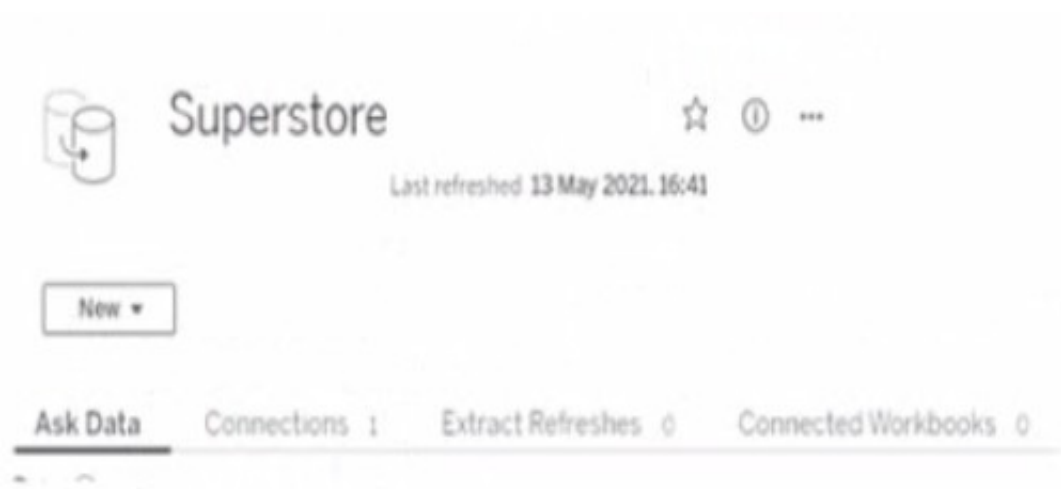 Superstore
Last refreshed 13 May 2021, 16:41
New
Ask Data Connections 1 Extract Refreshes 0 Connected Workbooks 0